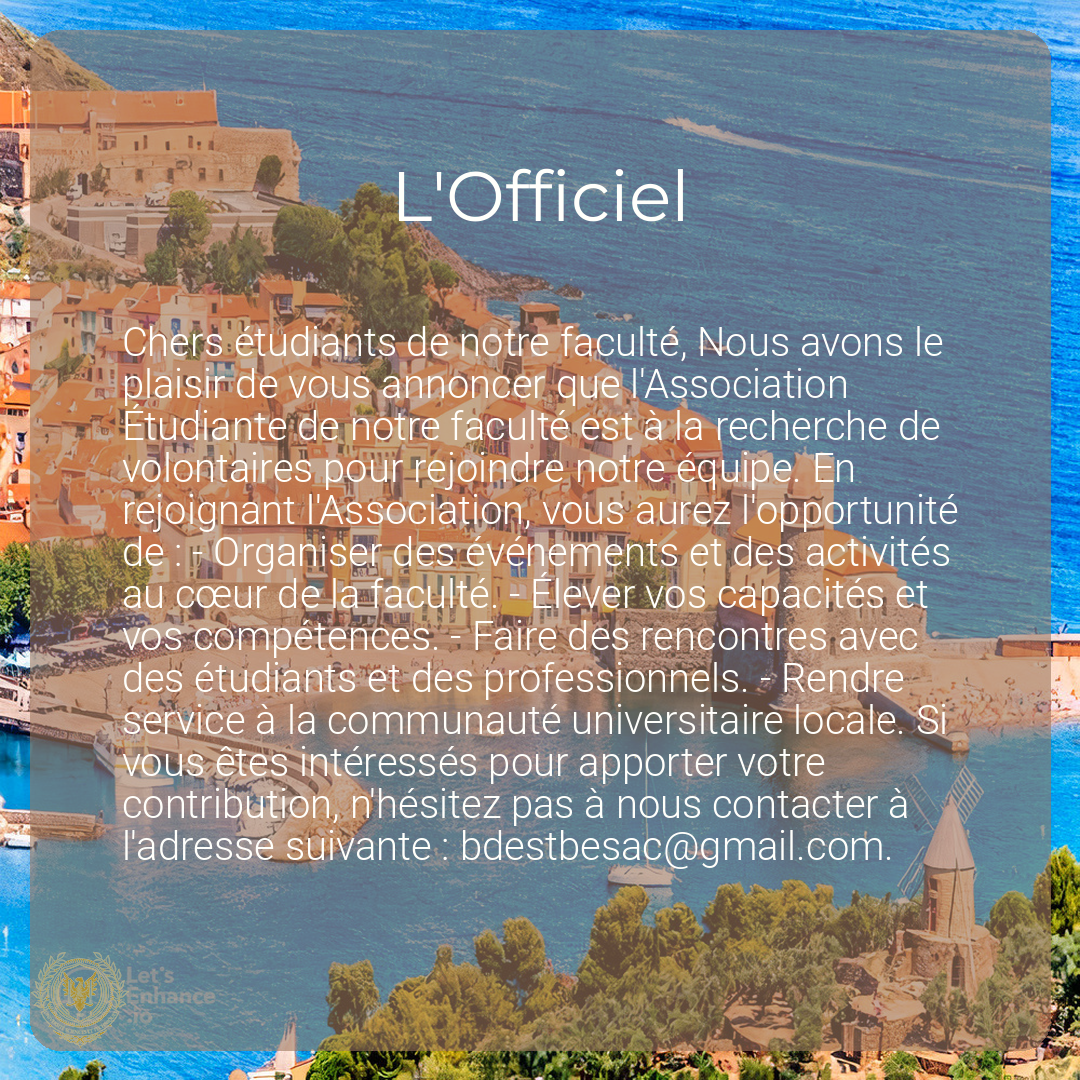 L'Officiel
Chers étudiants de notre faculté, Nous avons le
plaisir de vous annoncer que l'Association
Étudiante de notre faculté est à la recherche de
volontaires pour rejoindre notre équipe. En
rejoignant l'Association, vous aurez l'opportunité
de : - Organiser des événements et des activités
au cœur de la faculté. - Élever vos capacités et
vos compétences. - Faire des rencontres avec
des étudiants et des professionnels. - Rendre
service à la communauté universitaire locale. Si
vous êtes intéressés pour apporter votre
contribution, n'hésitez pas à nous contacter à
l'adresse suivante : bdestbesac@gmail.com.
Let's
Enhance
.io